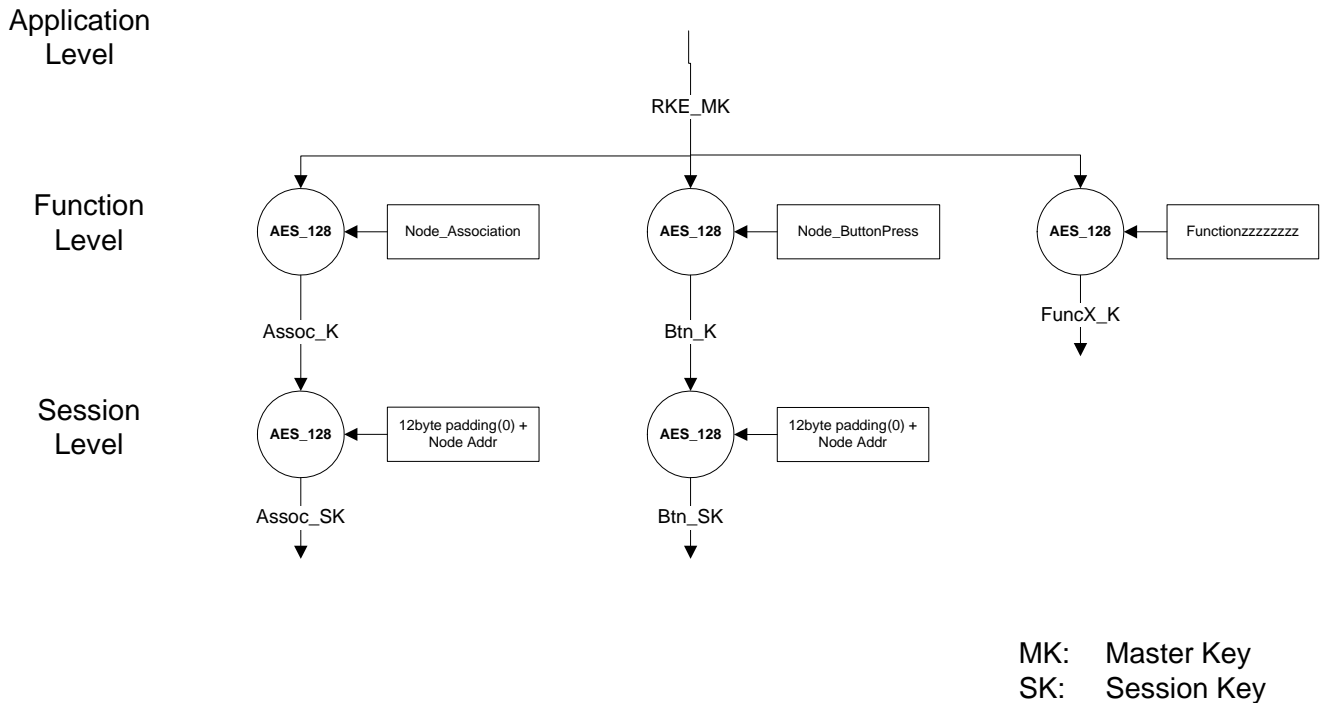 Application
Level
RKE_MK
Function
Level
AES_128
Node_Association
AES_128
Node_ButtonPress
AES_128
Functionzzzzzzzz
Assoc_K
Btn_K
FuncX_K
Session
Level
AES_128
12byte padding(0) +
Node Addr
AES_128
12byte padding(0) +
Node Addr
Assoc_SK
Btn_SK
MK: Master Key
SK: Session Key